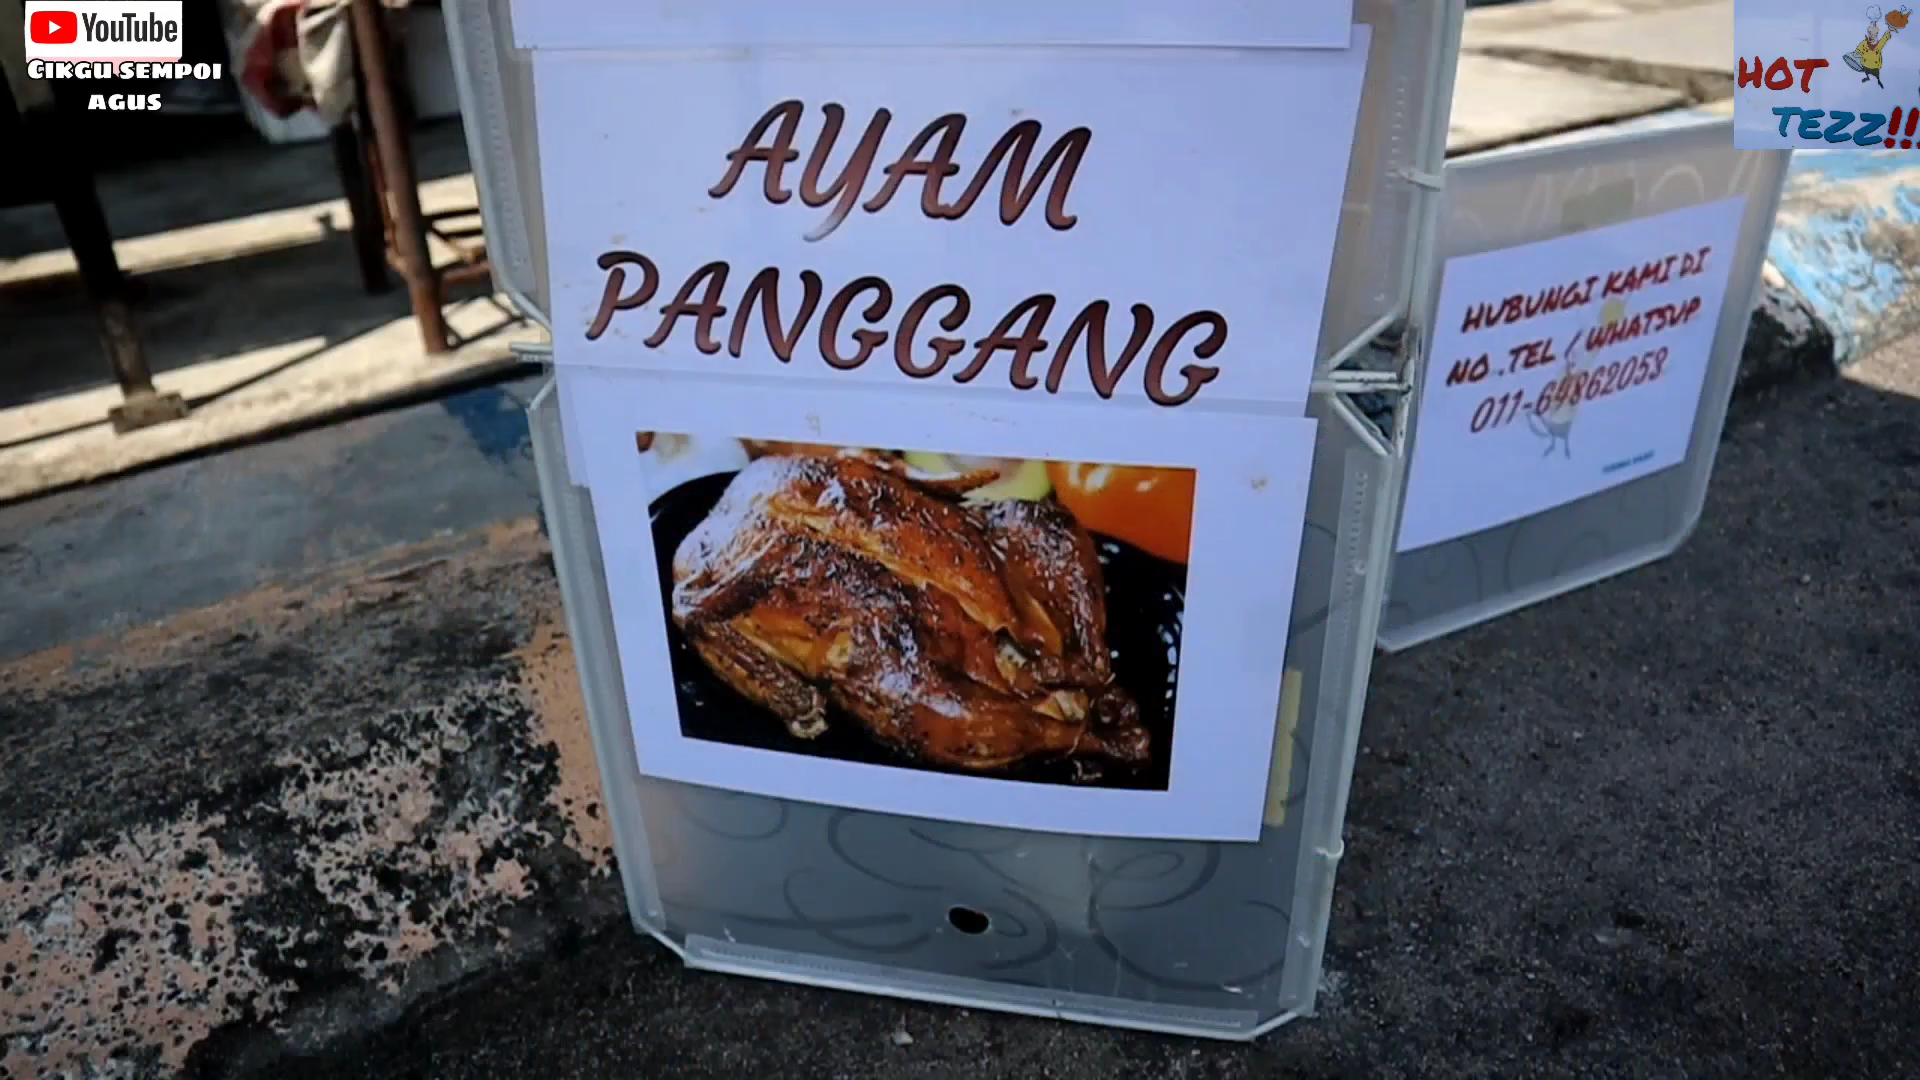 YouTube
CIKGU SEMPOI
AGUS
HOT
TEZZ!!
AYAM
PANGGANG
HUBUNGI KAMI DI
NO .TEL / WHATSUP
011-69862058